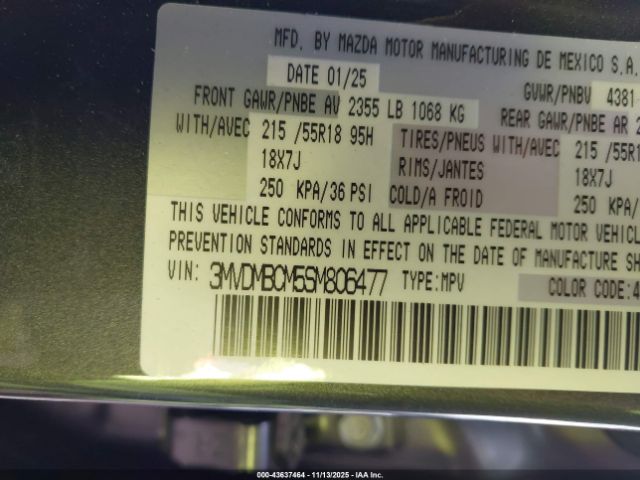 MFD. BY MAZDA MOTOR MANUFACTURING DE MEXICO S.A.
DATE 01/25 GVWR/PNBV 4381
FRONT GAWR/PNBE AV 2355 LB 1068 KG REAR GAWR/PNBE AR 2
WITH/AVEC 215 /55R18 95H TIRES/PNEUS WITH/AVEC 215 /55R1
18X7J RIMS/JANTES 18X7J
250 KPA/36 PSI COLD/A FROID 250 KPA/
THIS VEHICLE CONFORMS TO ALL APPLICABLE FEDERAL MOTOR VEHICL
PREVENTION STANDARDS IN EFFECT ON THE DATE OF MANUFACTURE SH
VIN: 3MVDMBCM5SM806477 TYPE:MPV COLOR CODE:4
000-43637464 - 11/13/2025 - IAA Inc.